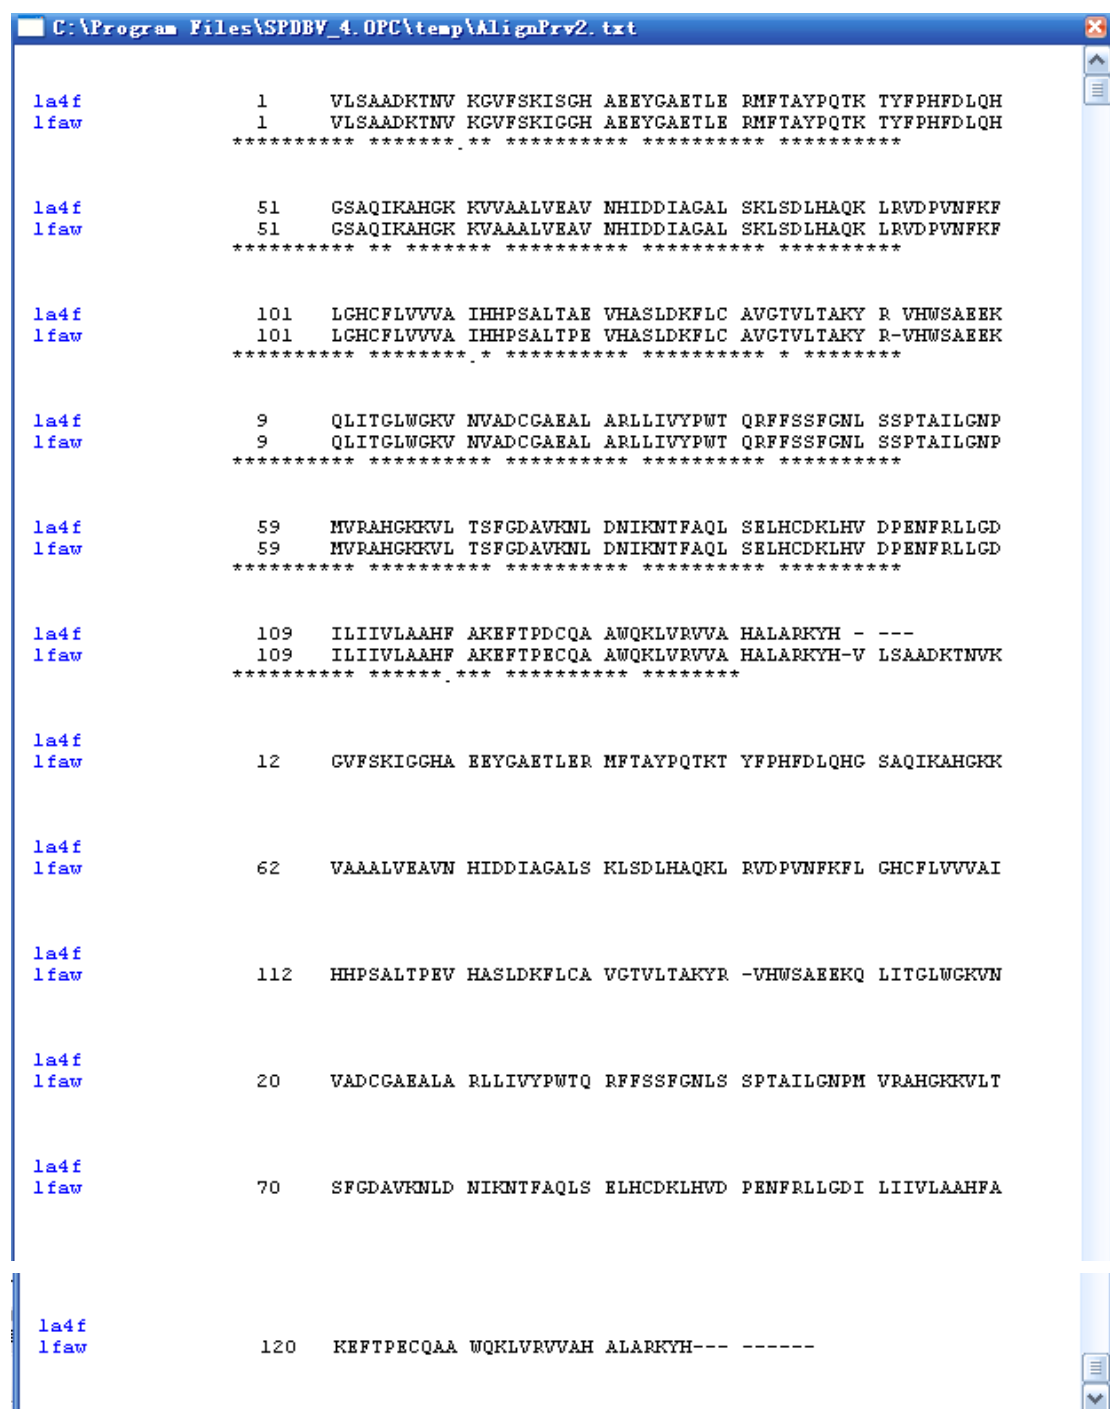 C:\Program Files\SPDBV_4.0PC\temp\AlignPrv2.txt
1a4f 1 VLSAADKTNV KGVFSKISGH AEEYGAETLE RMFTAYPQTK TYFPHFDLQH
1faw 1 VLSAADKTNV KGVFSKIGGH AEEYGAETLE RMFTAYPQTK TYFPHFDLQH
********** *******.** ********** ********** **********
1a4f 51 GSAQIKAHGK KVVAALVEAV NHIDDIAGAL SKLSDLHAQK LRVDPVNFKF
1faw 51 GSAQIKAHGK KVAAALVEAV NHIDDIAGAL SKLSDLHAQK LRVDPVNFKF
********** ** ******* ********** ********** **********
1a4f 101 LGHCFLVVVA IHHPSALTAE VHASLDKFLC AVGTVLTAKY R VHWSAEEK
1faw 101 LGHCFLVVVA IHHPSALTPE VHASLDKFLC AVGTVLTAKY R-VHWSAEEK
********** ********.* ********** ********** * ********
1a4f 9 QLITGLWGKV NVADCGAEAL ARLLIVYPWT QRFFSSFGNL SSPTAILGNP
1faw 9 QLITGLWGKV NVADCGAEAL ARLLIVYPWT QRFFSSFGNL SSPTAILGNP
********** ********** ********** ********** **********
1a4f 59 MVRAHGKKVL TSFGDAVKNL DNIKNTFAQL SELHCDKLHV DPENFRLLGD
1faw 59 MVRAHGKKVL TSFGDAVKNL DNIKNTFAQL SELHCDKLHV DPENFRLLGD
********** ********** ********** ********** **********
1a4f 109 ILIIVLAAHF AKEFTPDCQA AWQKLVRVVA HALARKYH - ---
1faw 109 ILIIVLAAHF AKEFTPECQA AWQKLVRVVA HALARKYH-V LSAADKTNVK
********** ******.*** ********** ********
1a4f
1faw 12 GVFSKIGGHA EEYGAETLER MFTAYPQTKT YFPHFDLQHG SAQIKAHGKK
1a4f
1faw 62 VAAALVEAVN HIDDIAGALS KLSDLHAQKL RVDPVNFKFL GHCFLVVVAI
1a4f
1faw 112 HHPSALTPEV HASLDKFLCA VGTVLTAKYR -VHWSAEEKQ LITGLWGKVN
1a4f
1faw 20 VADCGAEALA RLLIVYPWTQ RFFSSFGNLS SPTAILGNPM VRAHGKKVLT
1a4f
1faw 70 SFGDAVKNLD NIKNTFAQLS ELHCDKLHVD PENFRLLGDI LIIVLAAHFA
1a4f
1faw 120 KEFTPECQAA WQKLVRVVAH ALARKYH--- ------